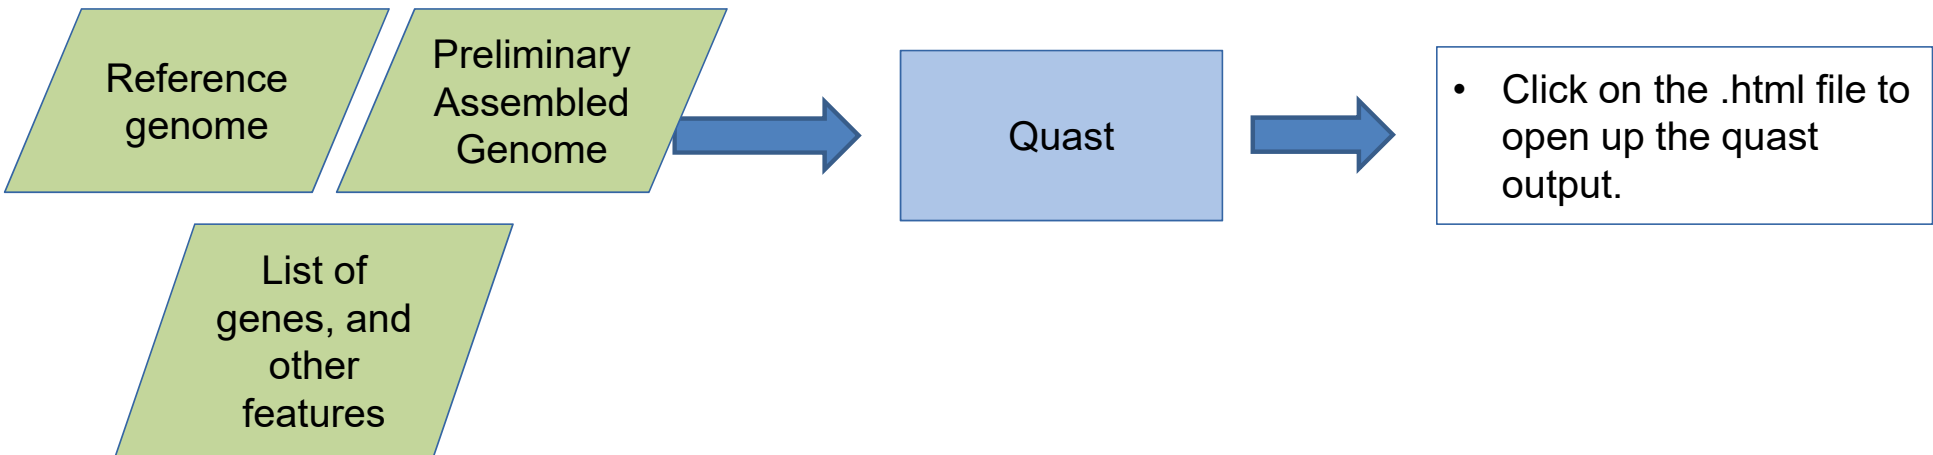 Reference
genome
Preliminary
Assembled
Genome
List of
genes, and
other
features
Quast
• Click on the .html file to
open up the quast
output.